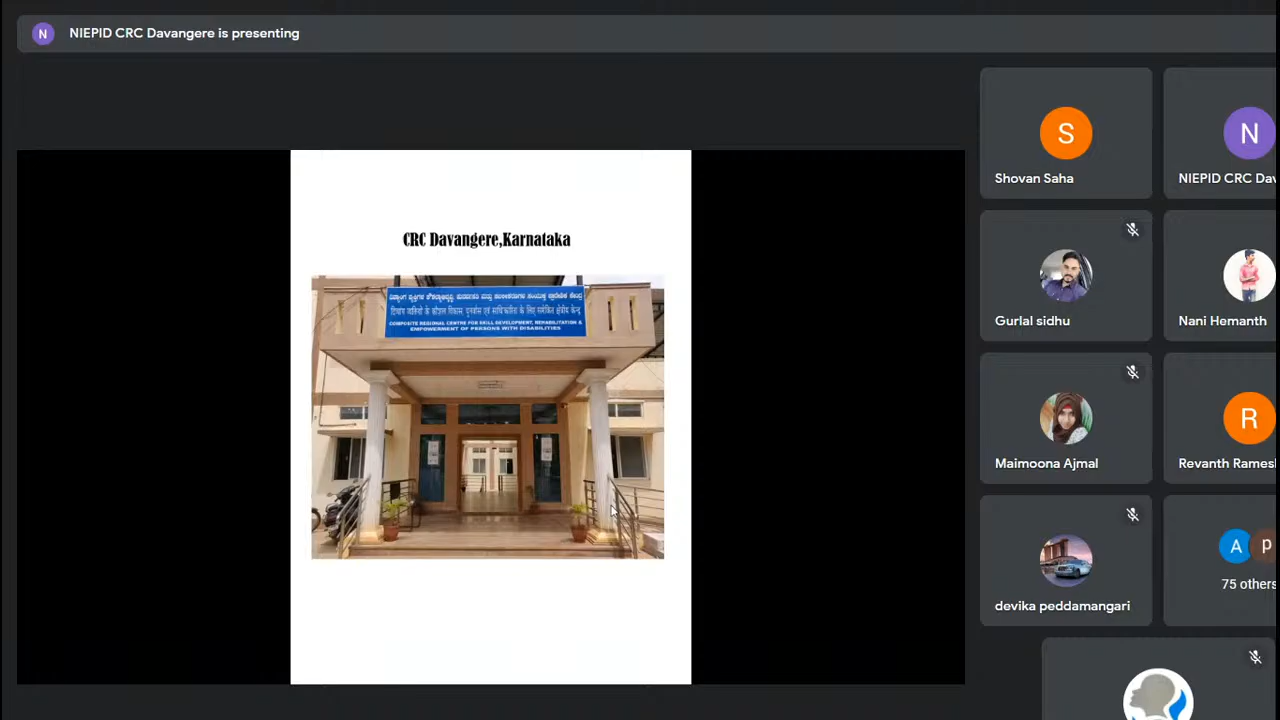 N
NIEPID CRC Davangere is presenting
CRC Davangere,Karnataka
COMPOSITE REGIONAL CENTRE FOR SKILL DEVELOPMENT, REHABILITATION &
EMPOWERMENT OF PERSONS WITH DISABILITIES
S
Shovan Saha
N
NIEPID CRC Dav
Gurlal sidhu
Nani Hemanth
Maimoona Ajmal
R
Revanth Rames
devika peddamangari
A p
75 others